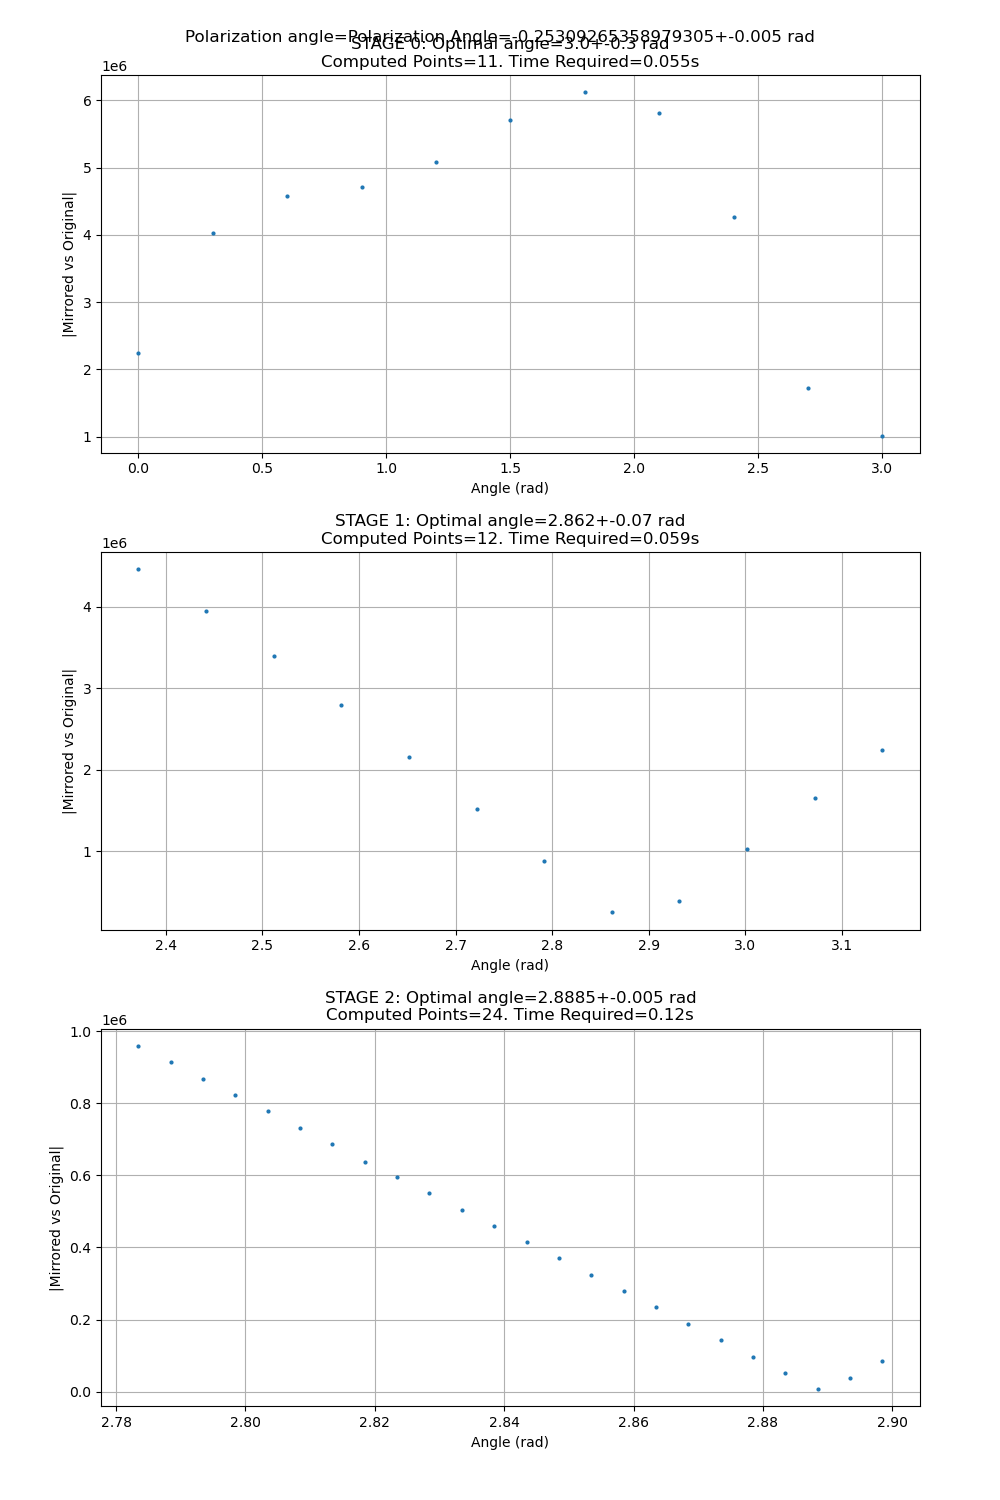 Polarization angle=Polarization Angle=-0.25309265358979305+-0.005 rad
STAGE 0: Optimal angle=3.0+-0.3 rad
Computed Points=11. Time Required=0.055s
1e6
6
5
4
3
2
1
|Mirrored vs Original|
0.0 0.5 1.0 1.5 2.0 2.5 3.0
Angle (rad)
STAGE 1: Optimal angle=2.862+-0.07 rad
Computed Points=12. Time Required=0.059s
1e6
4
3
2
1
|Mirrored vs Original|
2.4 2.5 2.6 2.7 2.8 2.9 3.0 3.1
Angle (rad)
STAGE 2: Optimal angle=2.8885+-0.005 rad
Computed Points=24. Time Required=0.12s
1e6
1.0
0.8
0.6
0.4
0.2
0.0
|Mirrored vs Original|
2.78 2.80 2.82 2.84 2.86 2.88 2.90
Angle (rad)